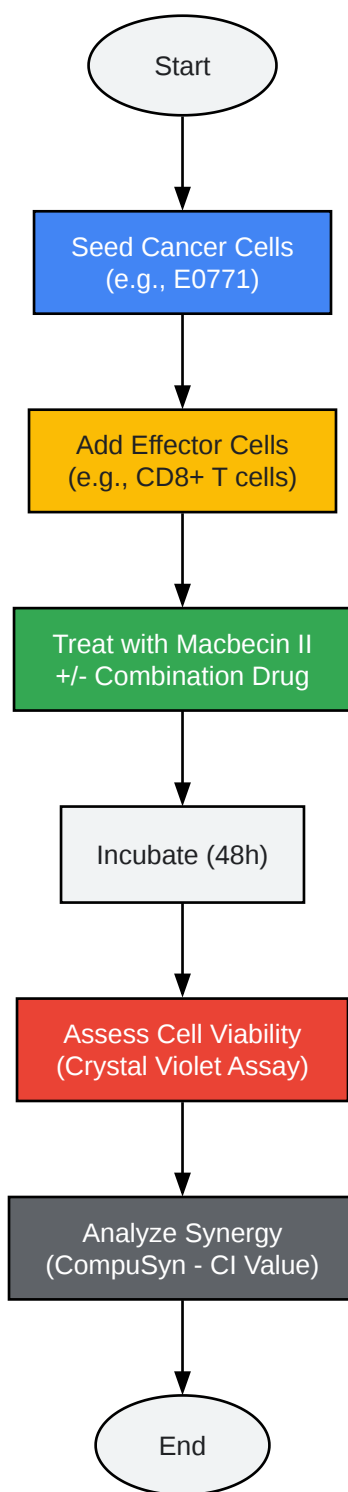 Start
Seed Cancer Cells
(e.g., E0771)
Add Effector Cells
(e.g., CD8+ T cells)
Treat with Macbecin II
+/- Combination Drug
Incubate (48h)
Assess Cell Viability
(Crystal Violet Assay)
Analyze Synergy
(CompuSyn - CI Value)
End